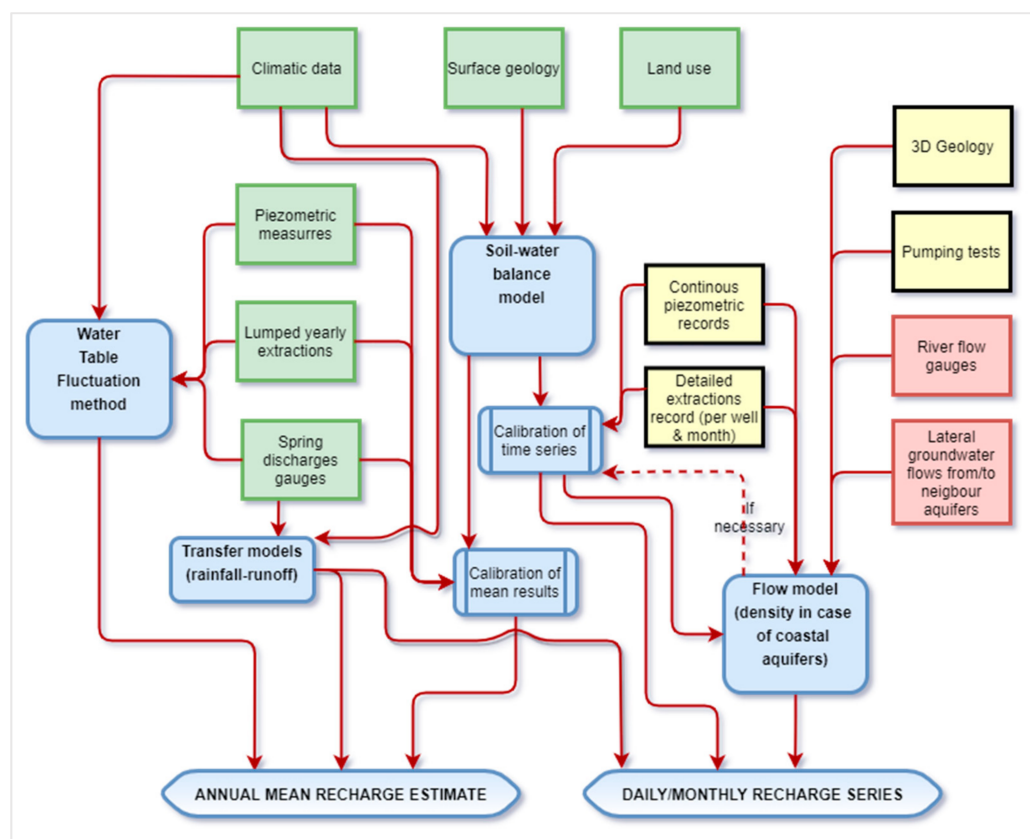 Climatic data
Surface geology
Land use
3D Geology
Piezometric
measurres
Soil-water
balance
model
Pumping tests
Continous
piezometric
records
Water
Table
Fluctuation
method
Lumped yearly
extractions
River flow
gauges
Detailed
extractions
record (per well
& month)
Calibration of
time series
Spring
discharges
gauges
Lateral
groundwater
flows from/to
neigbour
aquifers
If
necessary
Transfer models
(rainfall-runoff)
Calibration of
mean results
Flow model
(density in case
of coastal
aquifers)
ANNUAL MEAN RECHARGE ESTIMATE
DAILY/MONTHLY RECHARGE SERIES